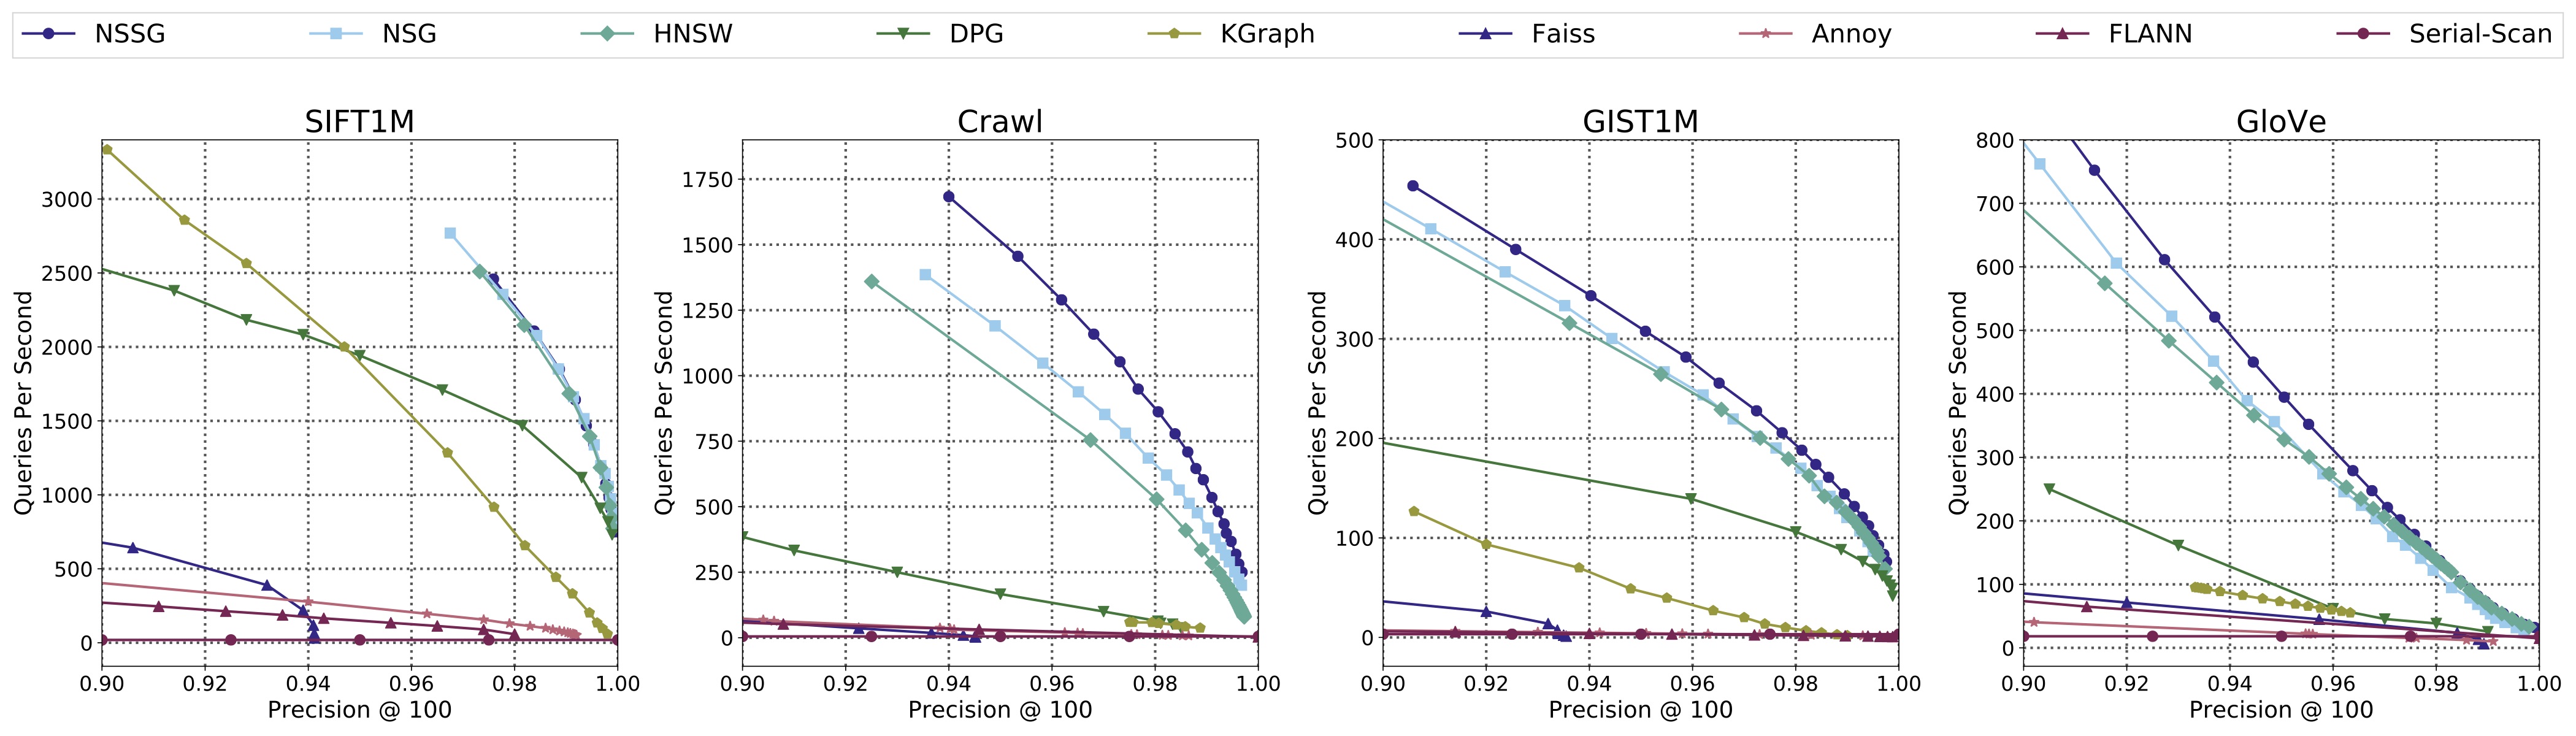 NSSG NSG HNSW DPG KGraph Faiss Annoy FLANN Serial-Scan
SIFT1M
Queries Per Second
3000
2500
2000
1500
1000
500
0
0.90 0.92 0.94 0.96 0.98 1.00
Precision @ 100
Crawl
Queries Per Second
1750
1500
1250
1000
750
500
250
0
0.90 0.92 0.94 0.96 0.98 1.00
Precision @ 100
GIST1M
Queries Per Second
500
400
300
200
100
0
0.90 0.92 0.94 0.96 0.98 1.00
Precision @ 100
GloVe
Queries Per Second
800
700
600
500
400
300
200
100
0
0.90 0.92 0.94 0.96 0.98 1.00
Precision @ 100